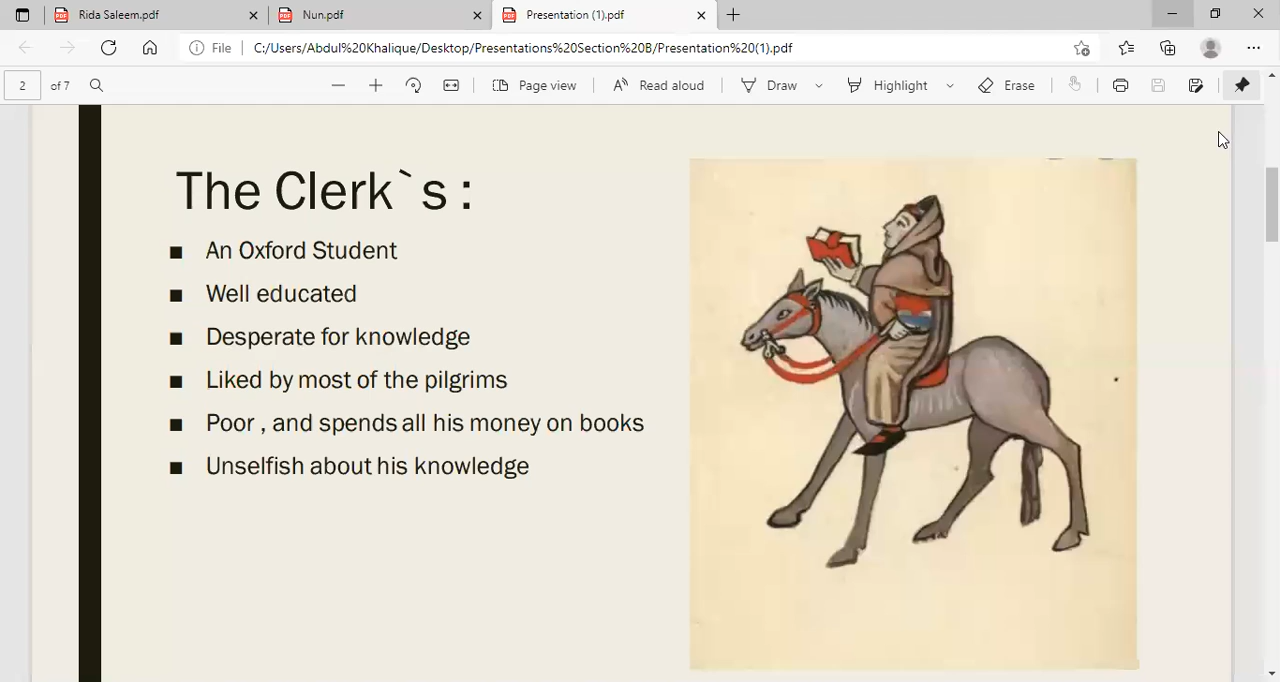 Rida Saleem.pdf
Nun.pdf
Presentation (1).pdf
File
C:/Users/Abdul%20Khalique/Desktop/Presentations%20Section%20B/Presentation%20(1).pdf
2 of 7
Page view
Read aloud
Draw
Highlight
Erase
The Clerk`s :
■ An Oxford Student
■ Well educated
■ Desperate for knowledge
■ Liked by most of the pilgrims
■ Poor , and spends all his money on books
■ Unselfish about his knowledge